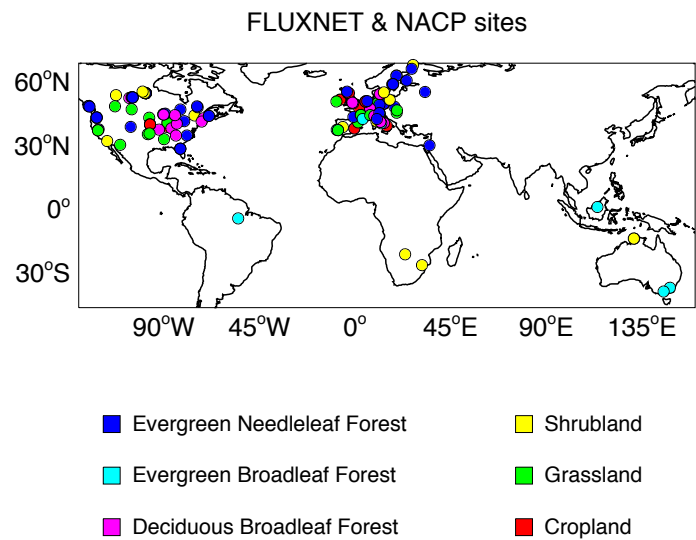 FLUXNET & NACP sites
60°N
30°N
0°
30°S
90°W 45°W 0° 45°E 90°E 135°E
Evergreen Needleleaf Forest
Shrubland
Evergreen Broadleaf Forest
Grassland
Deciduous Broadleaf Forest
Cropland